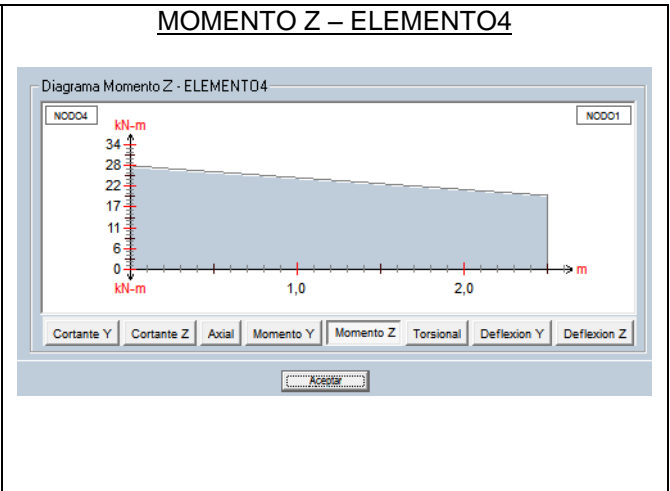 MOMENTO Z – ELEMENTO4
Diagrama Momento Z - ELEMENTO4
NODO4
NODO1
kN-m
34
28
22
17
11
6
0
kN-m
1,0
2,0
m
Cortante Y Cortante Z Axial Momento Y Momento Z Torsional Deflexion Y Deflexion Z
Aceptar